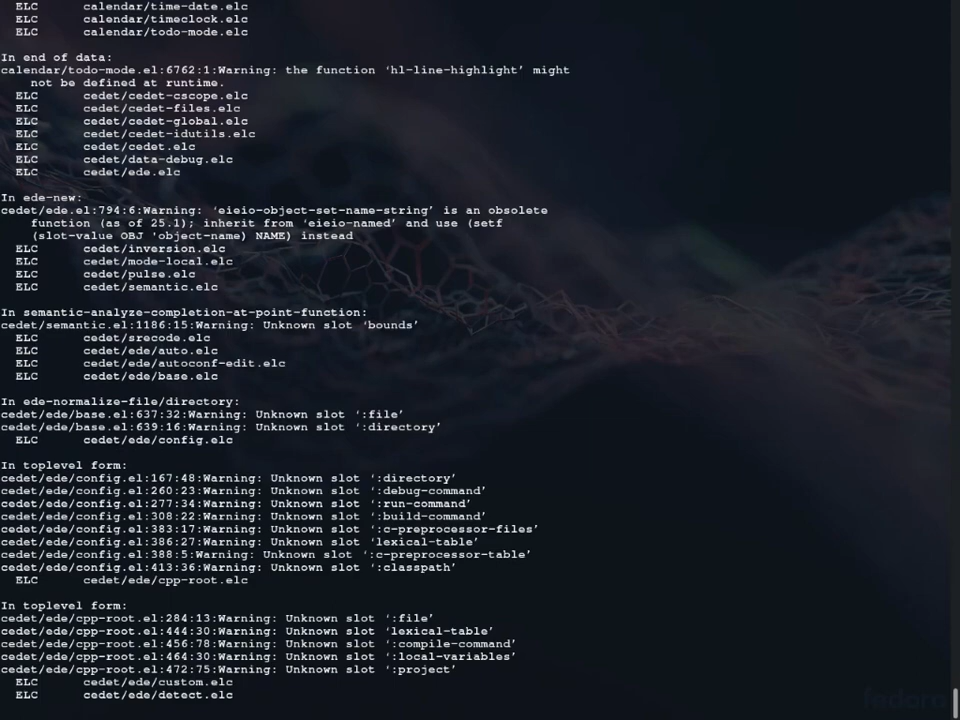 ELC      calendar/time-date.elc
ELC      calendar/timeclock.elc
ELC      calendar/todo-mode.elc
In end of data:
calendar/todo-mode.el:6762:1:Warning: the function ‘hl-line-highlight’ might
not be defined at runtime.
ELC      cedet/cedet-cscope.elc
ELC      cedet/cedet-files.elc
ELC      cedet/cedet-global.elc
ELC      cedet/cedet-idutils.elc
ELC      cedet/cedet.elc
ELC      cedet/data-debug.elc
ELC      cedet/ede.elc
In ede-new:
cedet/ede.el:794:6:Warning: ‘eieio-object-set-name-string’ is an obsolete
function (as of 25.1); inherit from ‘eieio-named’ and use (setf
(slot-value OBJ 'object-name) NAME) instead
ELC      cedet/inversion.elc
ELC      cedet/mode-local.elc
ELC      cedet/pulse.elc
ELC      cedet/semantic.elc
In semantic-analyze-completion-at-point-function:
cedet/semantic.el:1186:15:Warning: Unknown slot ‘bounds’
ELC      cedet/srecode.elc
ELC      cedet/ede/auto.elc
ELC      cedet/ede/autoconf-edit.elc
ELC      cedet/ede/base.elc
In ede-normalize-file/directory:
cedet/ede/base.el:637:32:Warning: Unknown slot ‘:file’
cedet/ede/base.el:639:16:Warning: Unknown slot ‘:directory’
ELC      cedet/ede/config.elc
In toplevel form:
cedet/ede/config.el:167:48:Warning: Unknown slot ‘:directory’
cedet/ede/config.el:260:23:Warning: Unknown slot ‘:debug-command’
cedet/ede/config.el:277:34:Warning: Unknown slot ‘:run-command’
cedet/ede/config.el:308:22:Warning: Unknown slot ‘:build-command’
cedet/ede/config.el:383:17:Warning: Unknown slot ‘:c-preprocessor-files’
cedet/ede/config.el:386:27:Warning: Unknown slot ‘lexical-table’
cedet/ede/config.el:388:5:Warning: Unknown slot ‘:c-preprocessor-table’
cedet/ede/config.el:413:36:Warning: Unknown slot ‘:classpath’
ELC      cedet/ede/cpp-root.elc
In toplevel form:
cedet/ede/cpp-root.el:284:13:Warning: Unknown slot ‘:file’
cedet/ede/cpp-root.el:444:30:Warning: Unknown slot ‘lexical-table’
cedet/ede/cpp-root.el:456:78:Warning: Unknown slot ‘:compile-command’
cedet/ede/cpp-root.el:464:30:Warning: Unknown slot ‘:local-variables’
cedet/ede/cpp-root.el:472:75:Warning: Unknown slot ‘:project’
ELC      cedet/ede/custom.elc
ELC      cedet/ede/detect.elc
fedora